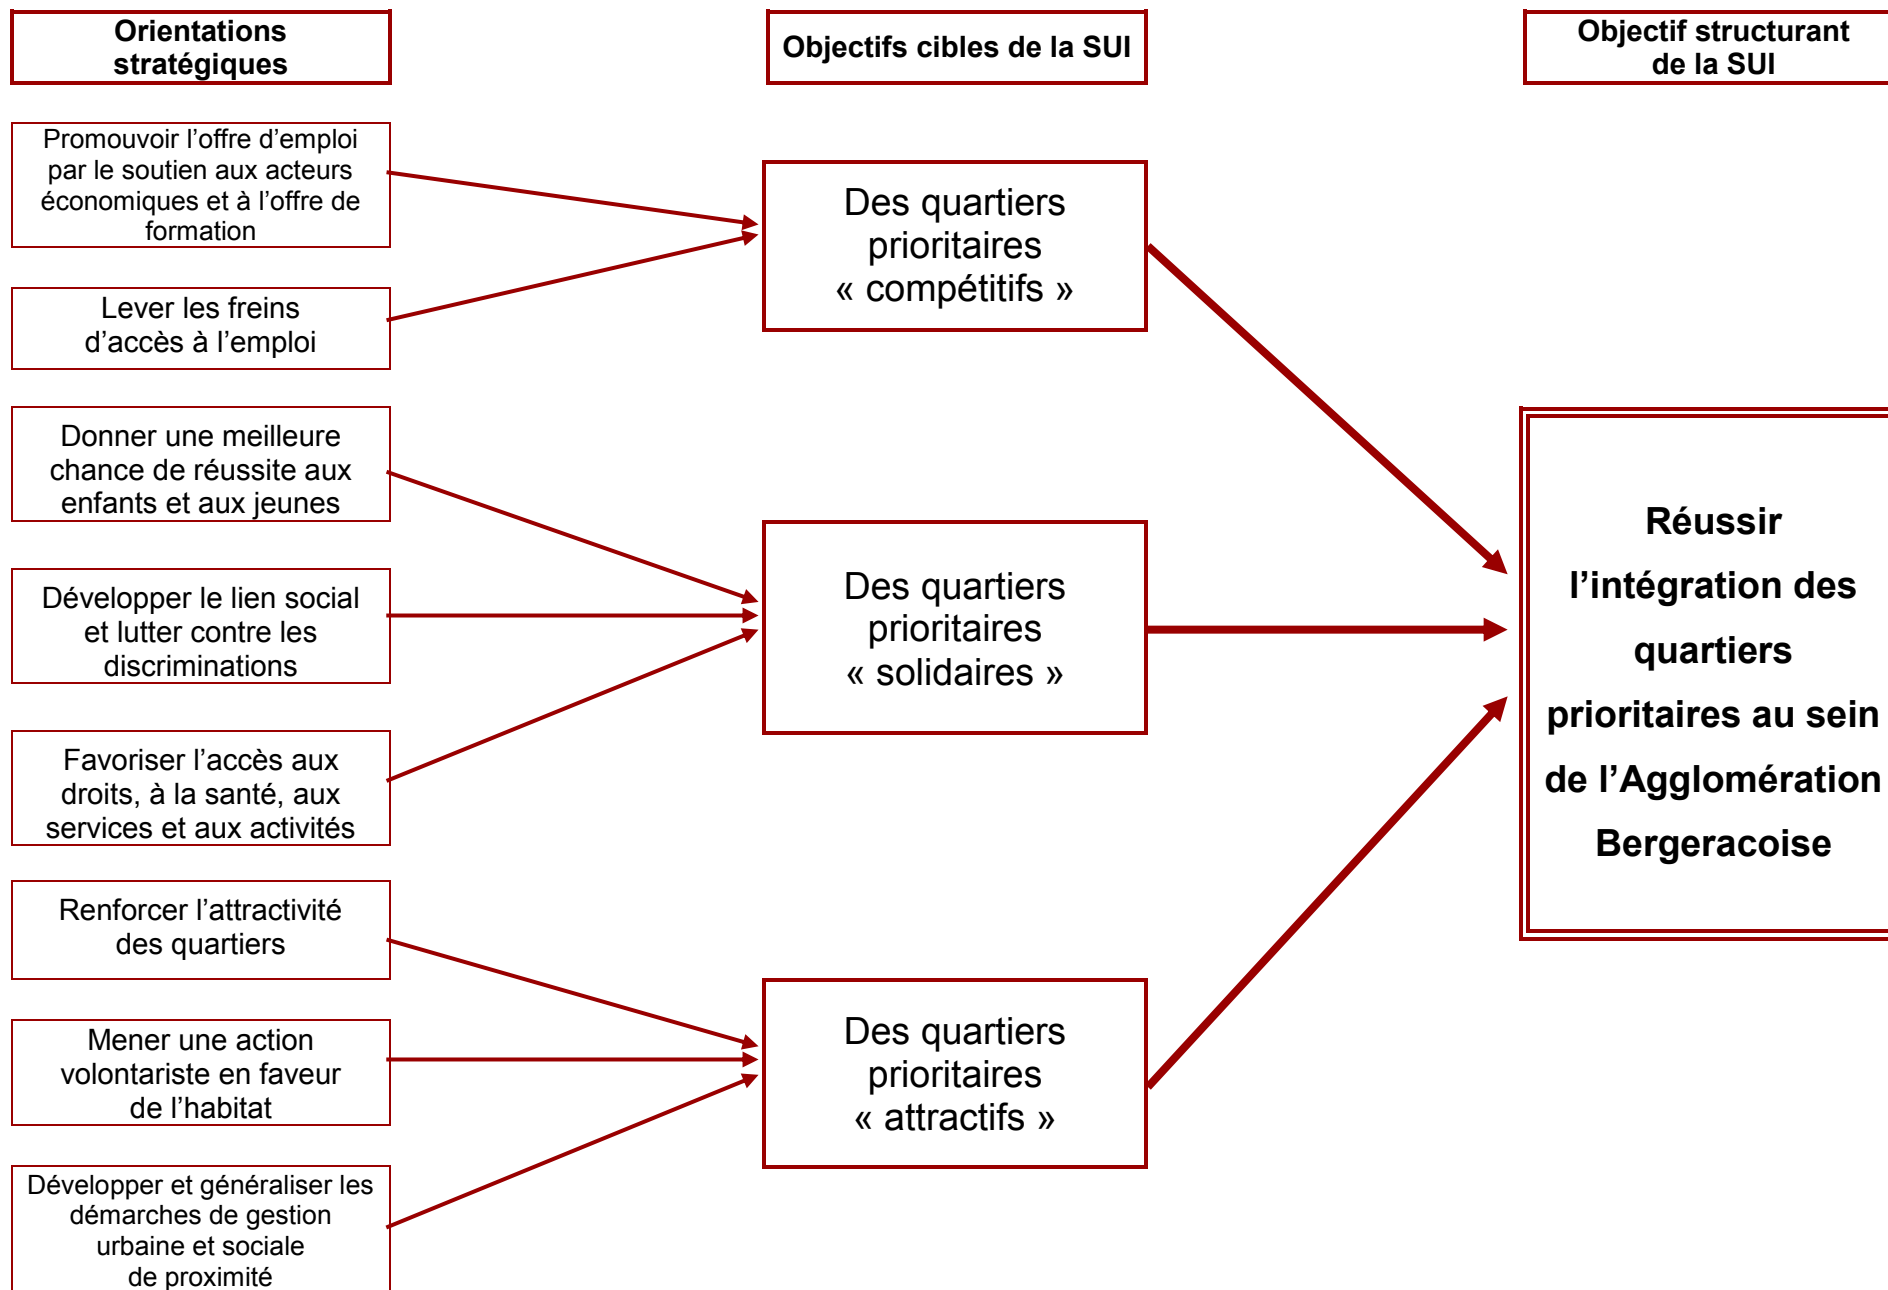 Orientations
stratégiques
Objectifs cibles de la SUI
Objectif structurant
de la SUI
Promouvoir l’offre d’emploi
par le soutien aux acteurs
économiques et à l’offre de
formation
Lever les freins
d’accès à l’emploi
Donner une meilleure
chance de réussite aux
enfants et aux jeunes
Développer le lien social
et lutter contre les
discriminations
Favoriser l’accès aux
droits, à la santé, aux
services et aux activités
Renforcer l’attractivité
des quartiers
Mener une action
volontariste en faveur
de l’habitat
Développer et généraliser les
démarches de gestion
urbaine et sociale
de proximité
Des quartiers
prioritaires
« compétitifs »
Des quartiers
prioritaires
« solidaires »
Des quartiers
prioritaires
« attractifs »
Réussir
l’intégration des
quartiers
prioritaires au sein
de l’Agglomération
Bergeracoise